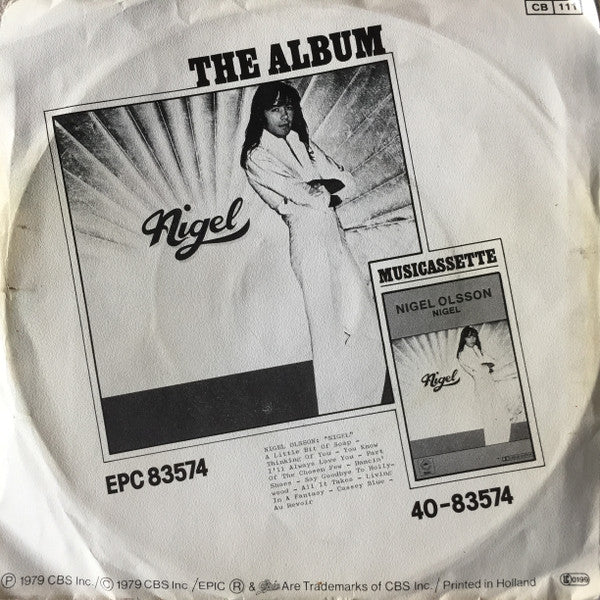 CB 111
THE ALBUM
Nigel
MUSICASSETTE
NIGEL OLSSON
NIGEL
Nigel
EPC 83574
NIGEL OLSSON: "NIGEL"
A Little Bit Of Soap -
Thinking Of You - You Know
I'll Always Love You - Part
Of The Chosen Few - Dancin'
Shoes - Say Goodbye To Holly-
wood - All It Takes - Living
In A Fantasy - Cassey Blue -
Au Revoir
40-83574
Ⓟ 1979 CBS Inc./© 1979 CBS Inc./EPIC ® & Are Trademarks of CBS Inc./Printed in Holland
0199